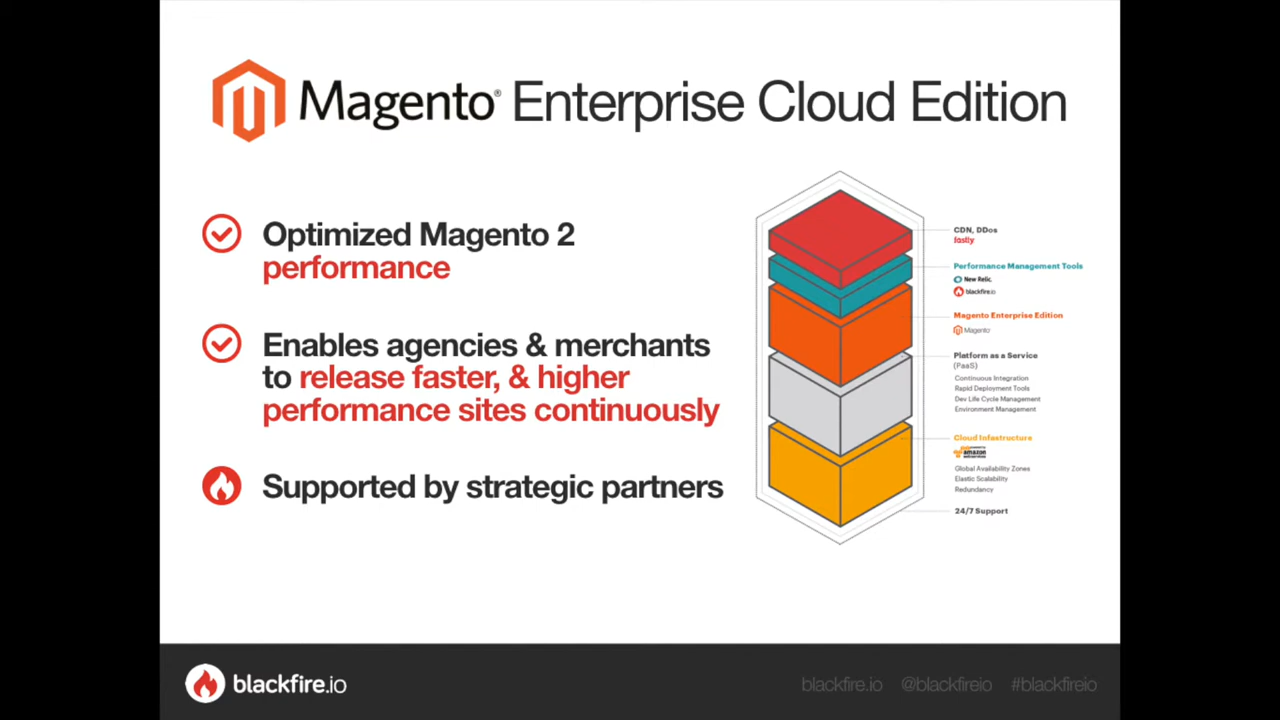 Magento® Enterprise Cloud Edition
Optimized Magento 2
performance
Enables agencies & merchants
to release faster, & higher
performance sites continuously
Supported by strategic partners
CDN, DDos
fastly
Performance Management Tools
New Relic.
blackfire.io
Magento Enterprise Edition
Magento
Platform as a Service
(PaaS)
Continuous Integration
Rapid Deployment Tools
Dev Life Cycle Management
Environment Management
Cloud Infastructure
amazon
Global Availability Zones
Elastic Scalability
Redundancy
24/7 Support
blackfire.io
blackfire.io @blackfireio #blackfireio